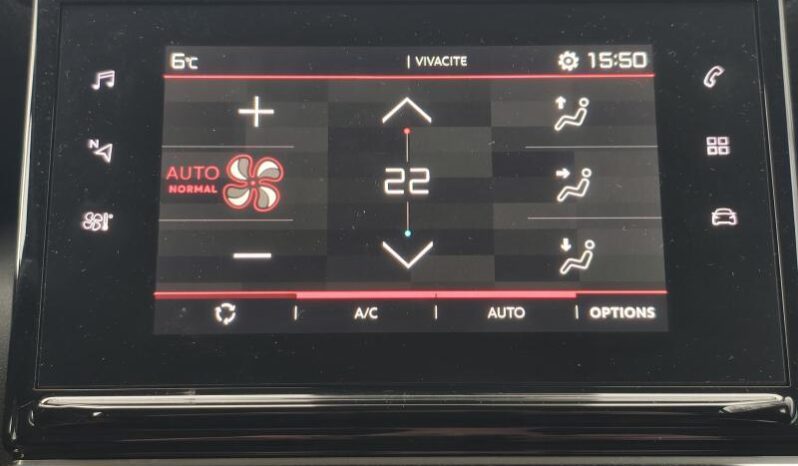 6°C | VIVACITE 15:50
N
AUTO
NORMAL
22
| A/C | AUTO | OPTIONS